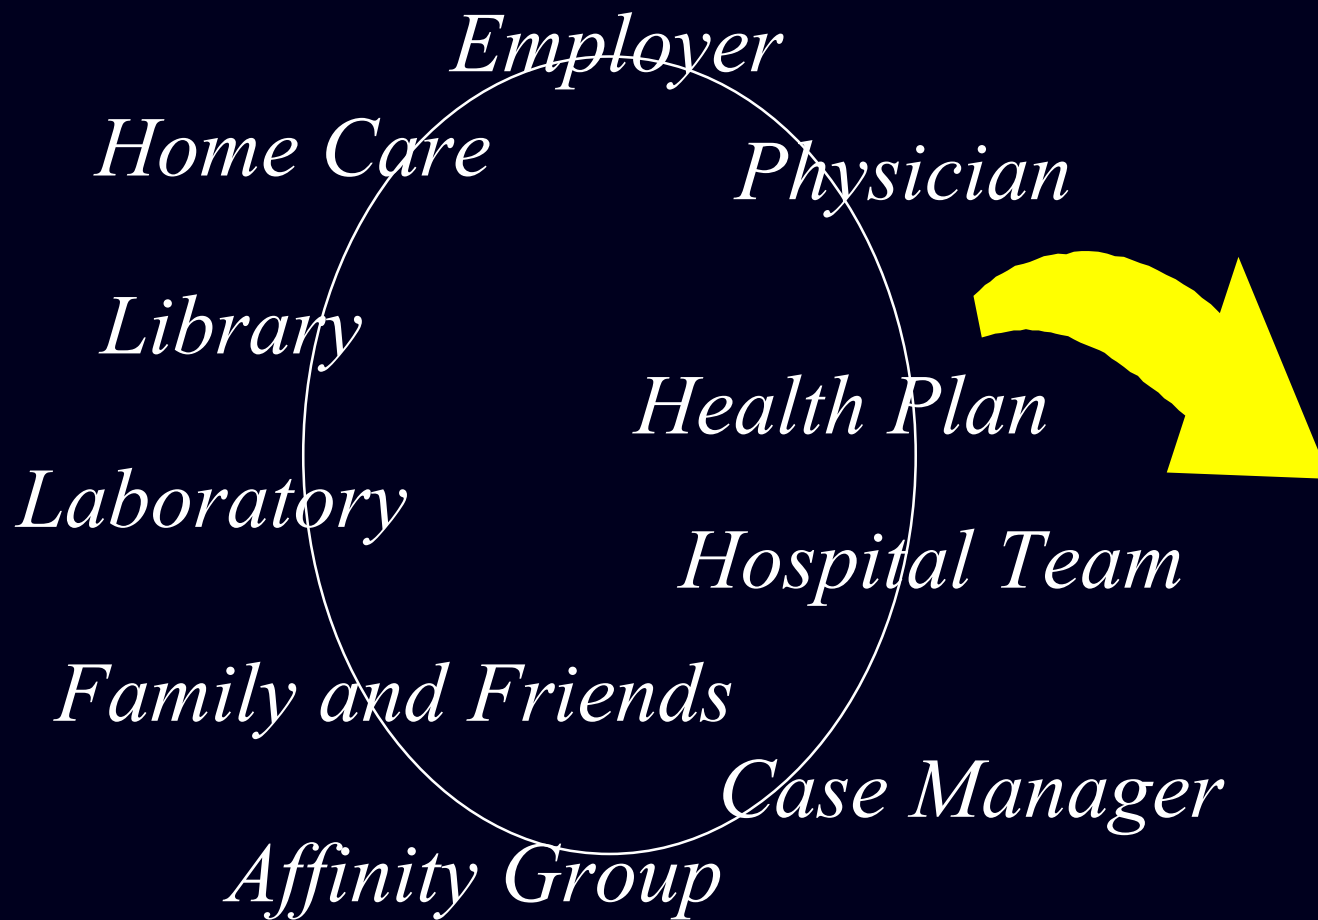 Employer
Home Care
Physician
Library
Health Plan
Laboratory
Hospital Team
Family and Friends
Case Manager
Affinity Group